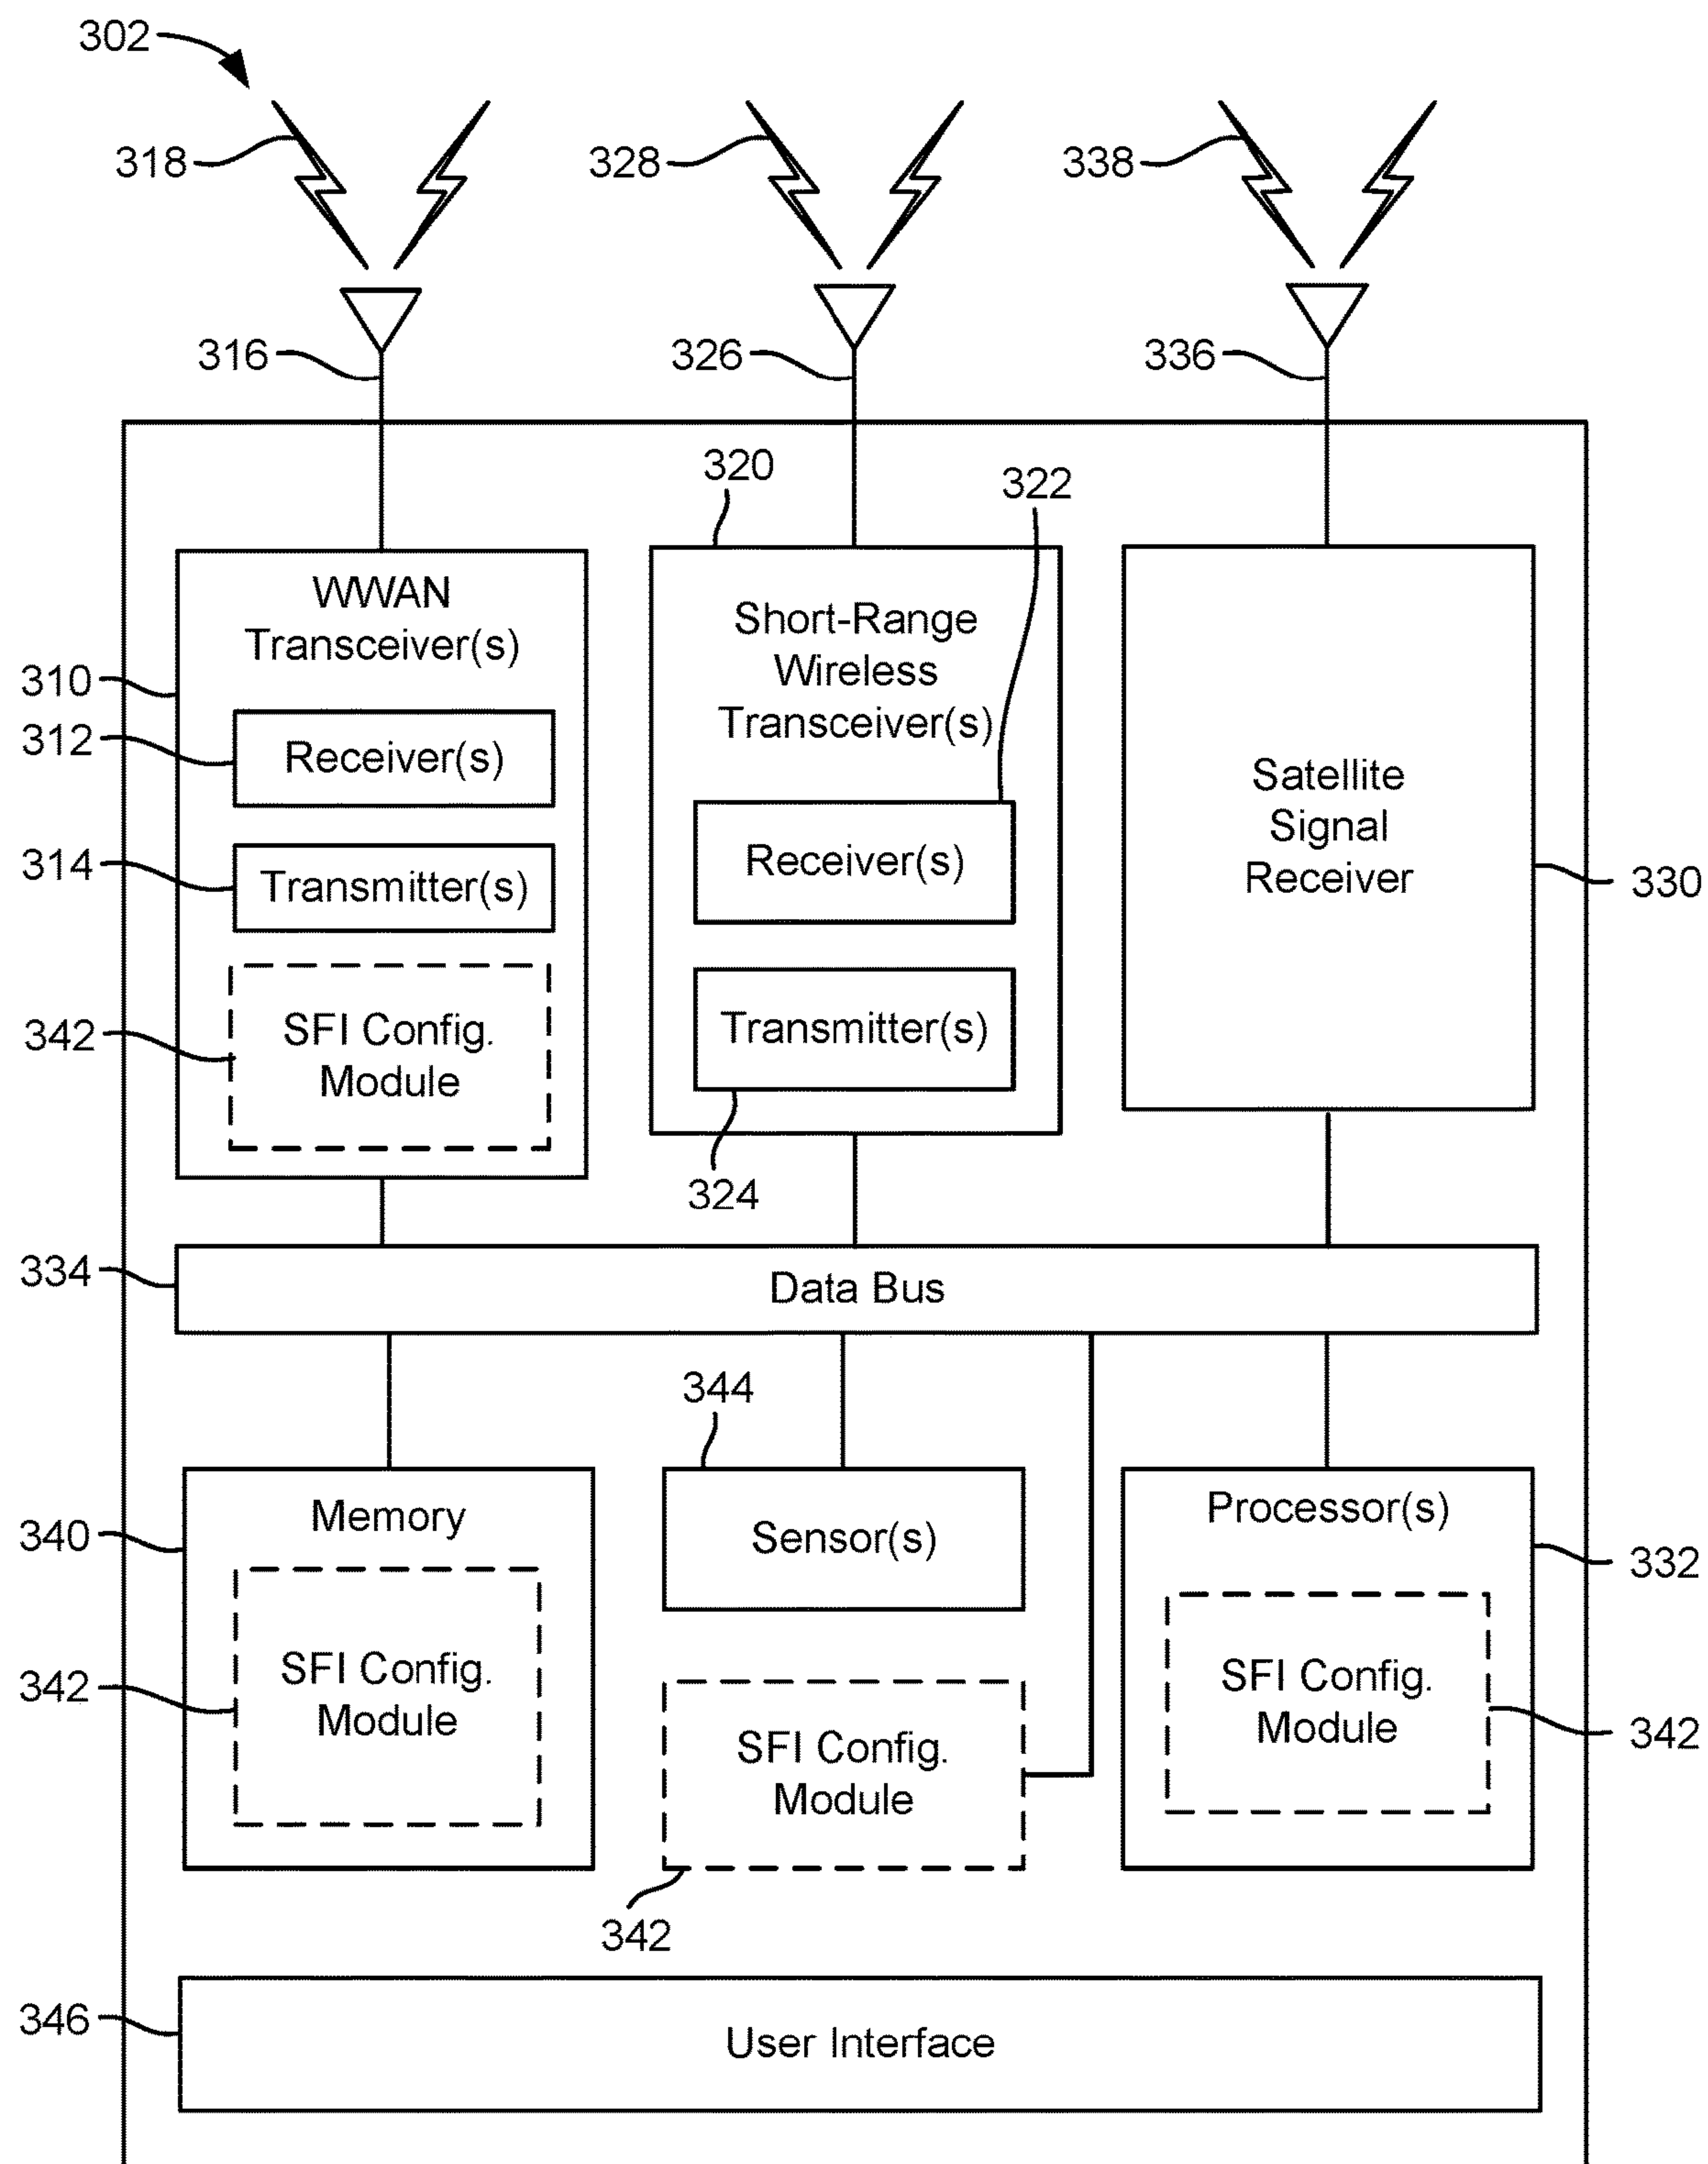 302
318
328
338
316
326
336
320
322
WWAN
Transceiver(s)
Short-Range
Wireless
Transceiver(s)
310
312
Receiver(s)
Satellite
Signal
Receiver
314
Transmitter(s)
Receiver(s)
330
342
SFI Config.
Module
Transmitter(s)
324
334
Data Bus
344
340
Memory
Sensor(s)
Processor(s)
332
342
SFI Config.
Module
SFI Config.
Module
342
SFI Config.
Module
342
346
User Interface